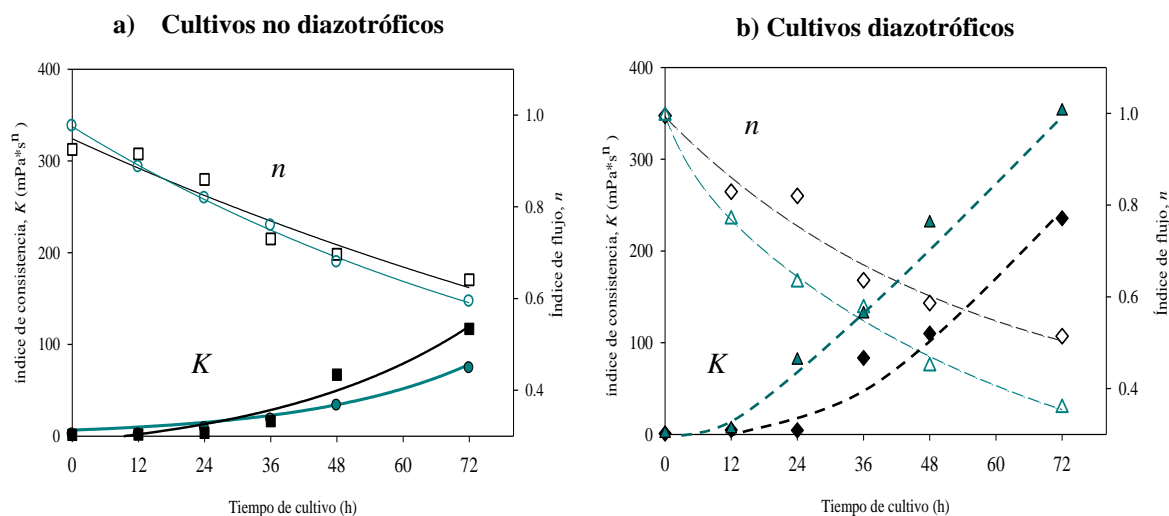 a) Cultivos no diazotróficos
400
300
200
100
0
índice de consistencia, K (mPa*sⁿ)
n
K
1.0
0.8
0.6
0.4
Índice de flujo, n
0 12 24 36 48 60 72
Tiempo de cultivo (h)
b) Cultivos diazotróficos
400
300
200
100
0
índice de consistencia, K (mPa*sⁿ)
n
K
1.0
0.8
0.6
0.4
Índice de flujo, n
0 12 24 36 48 60 72
Tiempo de cultivo (h)